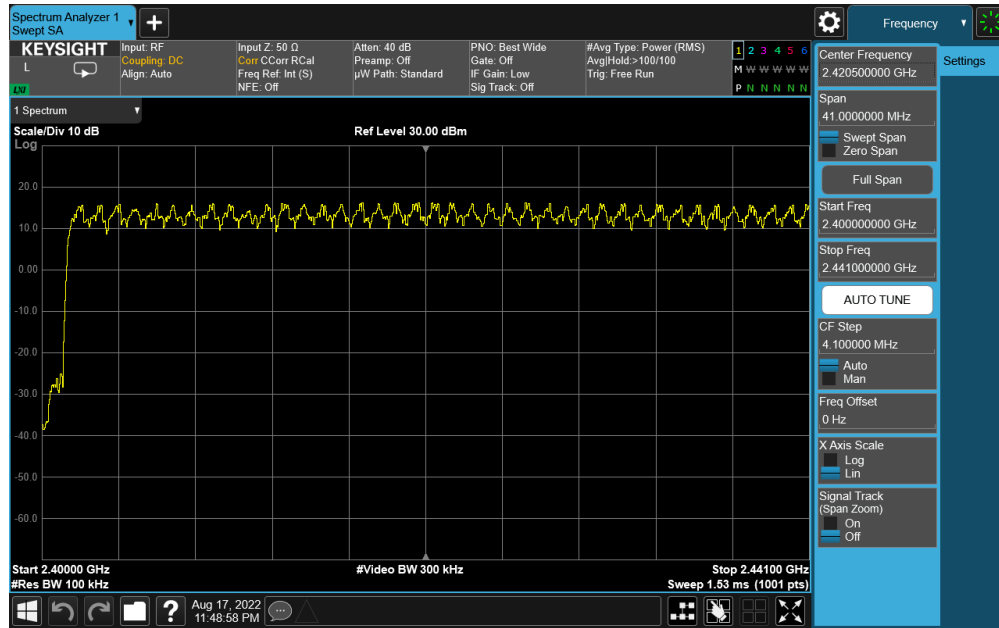 Spectrum Analyzer 1
Swept SA
Frequency
KEYSIGHT
L
LXI
Input: RF
Coupling: DC
Align: Auto
Input Z: 50 Ω
Corr CCorr RCal
Freq Ref: Int (S)
NFE: Off
Atten: 40 dB
Preamp: Off
µW Path: Standard
PNO: Best Wide
Gate: Off
IF Gain: Low
Sig Track: Off
#Avg Type: Power (RMS)
Avg|Hold:>100/100
Trig: Free Run
1 2 3 4 5 6
M W W W W W
P N N N N N
Settings
1 Spectrum
Scale/Div 10 dB
Ref Level 30.00 dBm
Log
20.0
10.0
0.00
-10.0
-20.0
-30.0
-40.0
-50.0
-60.0
Start 2.40000 GHz
#Video BW 300 kHz
Stop 2.44100 GHz
#Res BW 100 kHz
Sweep 1.53 ms (1001 pts)
Center Frequency
2.420500000 GHz
Span
41.0000000 MHz
Swept Span
Zero Span
Full Span
Start Freq
2.400000000 GHz
Stop Freq
2.441000000 GHz
AUTO TUNE
CF Step
4.100000 MHz
Auto
Man
Freq Offset
0 Hz
X Axis Scale
Log
Lin
Signal Track
(Span Zoom)
On
Off
?
Aug 17, 2022
11:48:58 PM